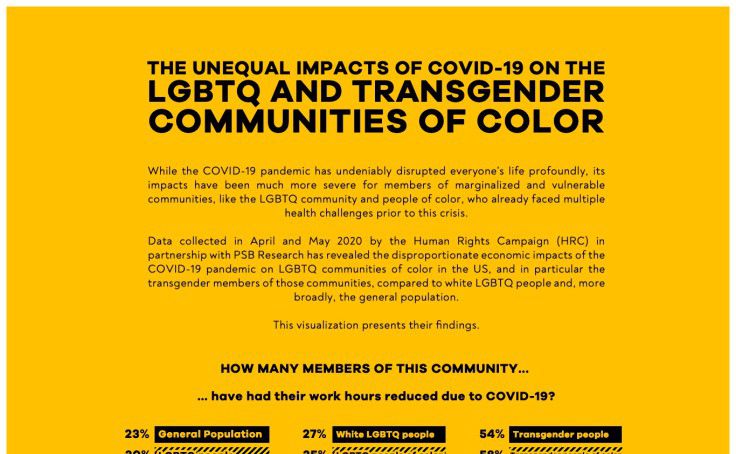 THE UNEQUAL IMPACTS OF COVID-19 ON THE
LGBTQ AND TRANSGENDER
COMMUNITIES OF COLOR
While the COVID-19 pandemic has undeniably disrupted everyone's life profoundly, its
impacts have been much more severe for members of marginalized and vulnerable
communities, like the LGBTQ community and people of color, who already faced multiple
health challenges prior to this crisis.
Data collected in April and May 2020 by the Human Rights Campaign (HRC) in
partnership with PSB Research has revealed the disproportionate economic impacts of the
COVID-19 pandemic on LGBTQ communities of color in the US, and in particular the
transgender members of those communities, compared to white LGBTQ people and, more
broadly, the general population.
This visualization presents their findings.
HOW MANY MEMBERS OF THIS COMMUNITY...
... have had their work hours reduced due to COVID-19?
23% General Population 27% White LGBTQ people 54% Transgender people